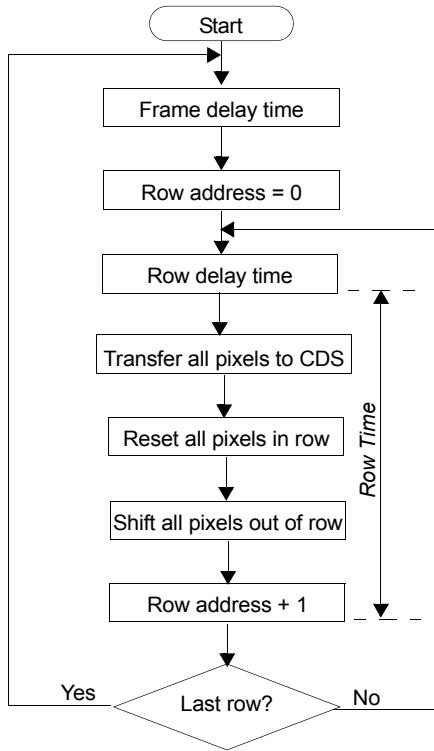 Start
Frame delay time
Row address = 0
Row delay time
Transfer all pixels to CDS
Reset all pixels in row
Row Time
Shift all pixels out of row
Row address + 1
Yes
Last row?
No